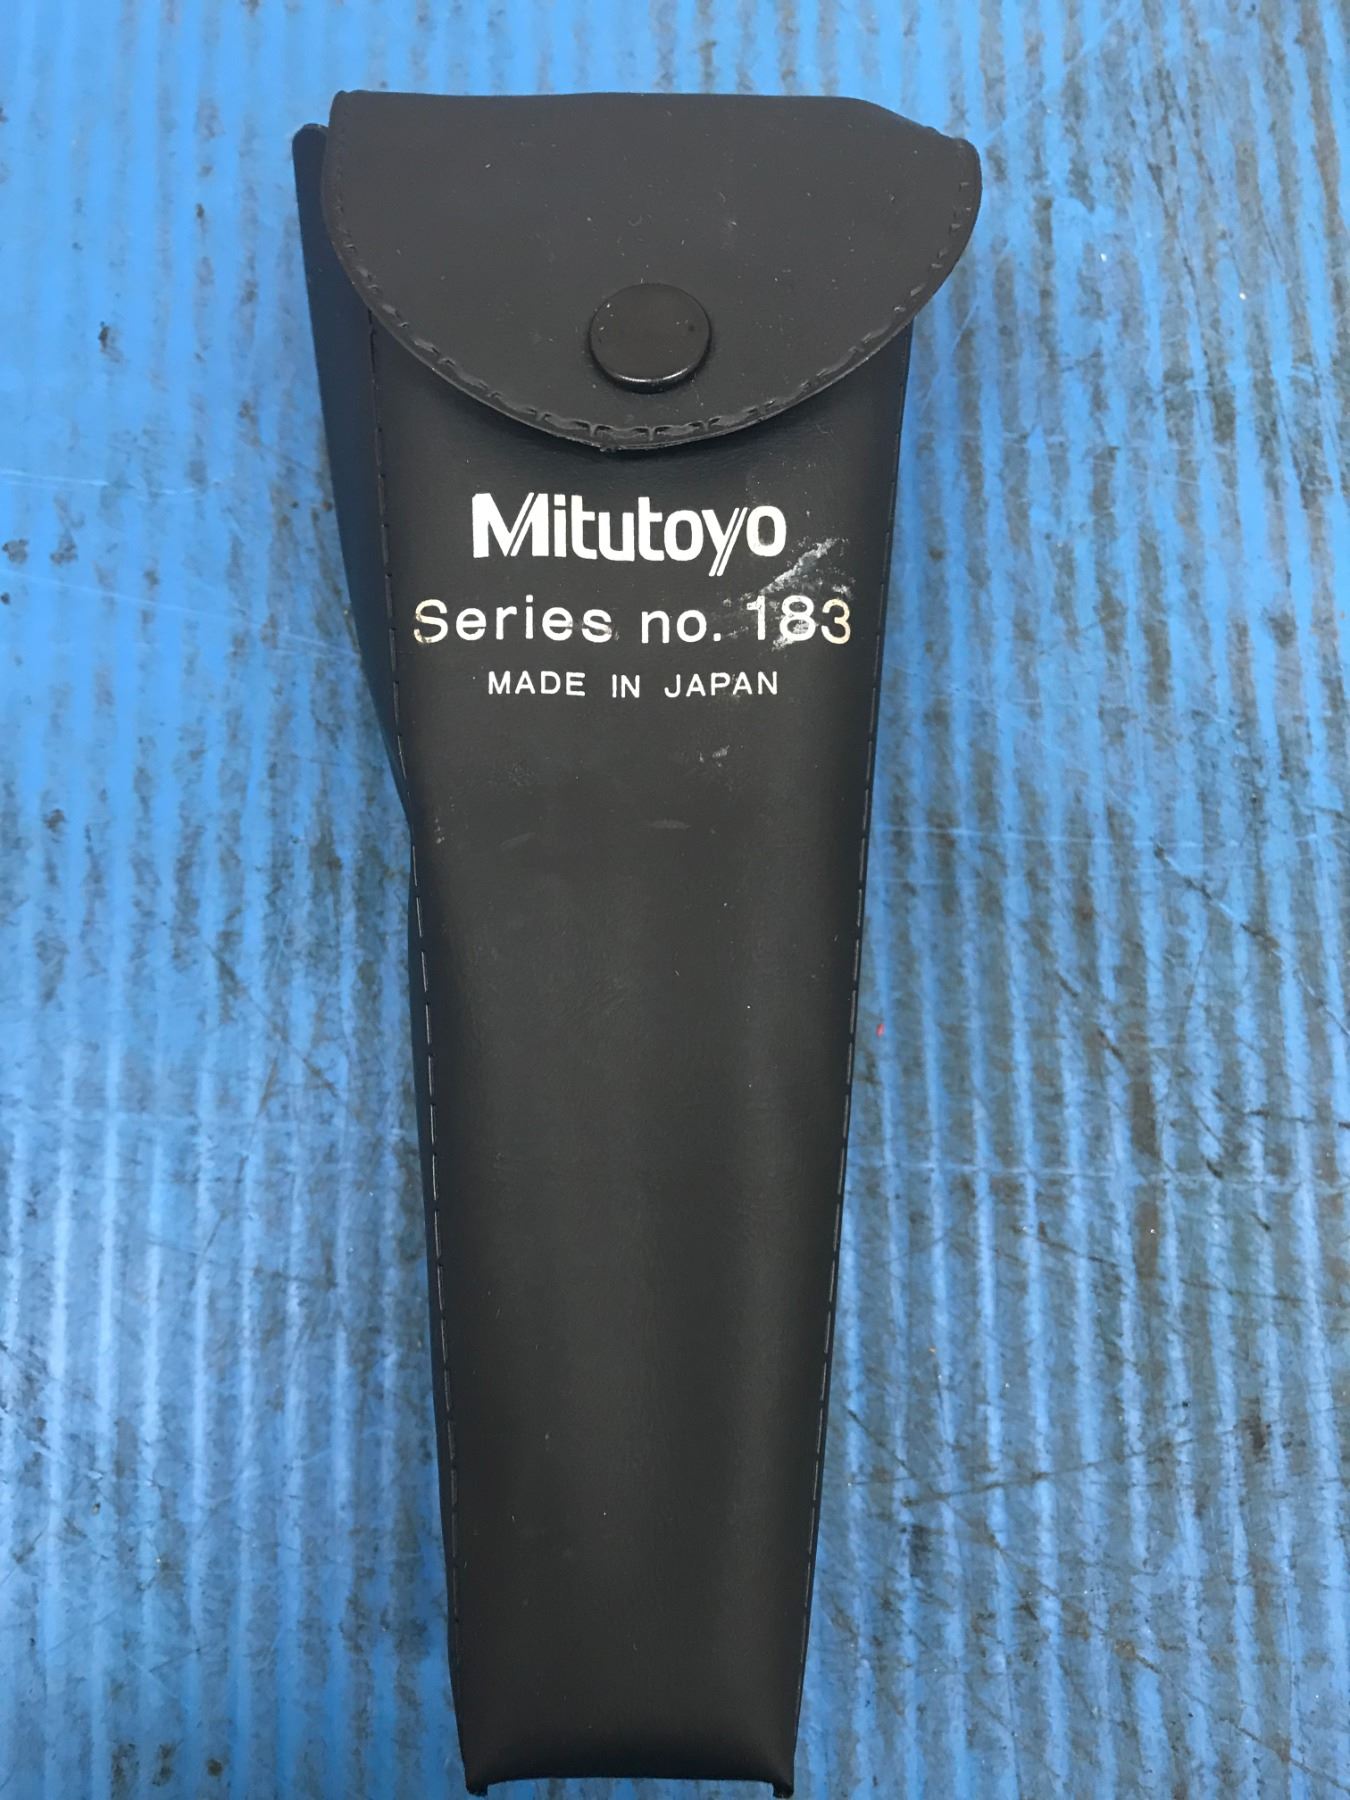 Mitutoyo
Series no. 183
MADE IN JAPAN